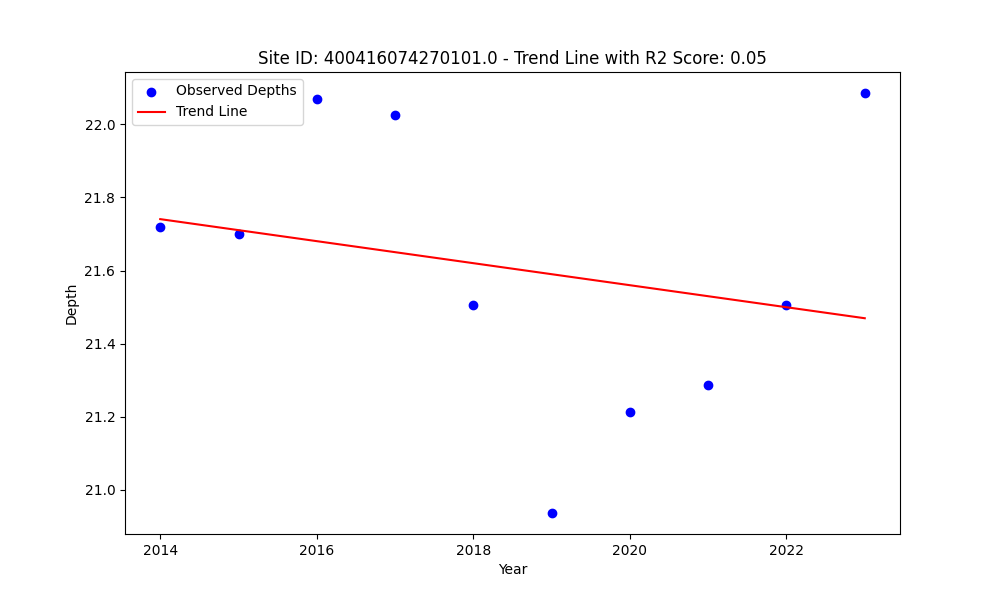 Site ID: 400416074270101.0 - Trend Line with R2 Score: 0.05
Observed Depths
Trend Line
22.0
21.8
21.6
21.4
21.2
21.0
Depth
2014
2016
2018
2020
2022
Year